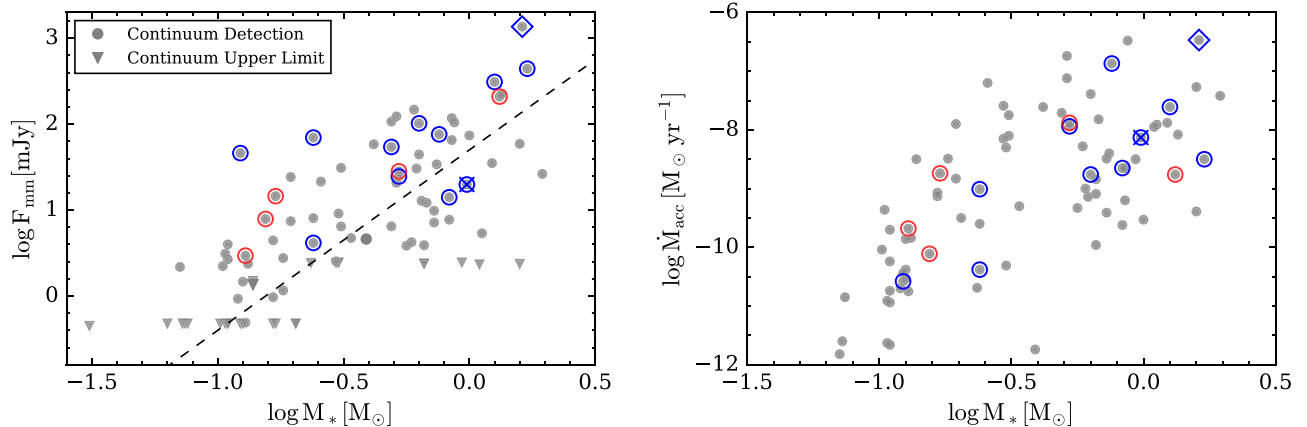 3
2
1
0
log F_mm [mJy]
Continuum Detection
Continuum Upper Limit
−1.5 −1.0 −0.5 0.0 0.5
log M_* [M_⊙]
−6
−8
−10
−12
log Ṁ_acc [M_⊙ yr^−1]
−1.5 −1.0 −0.5 0.0 0.5
log M_* [M_⊙]